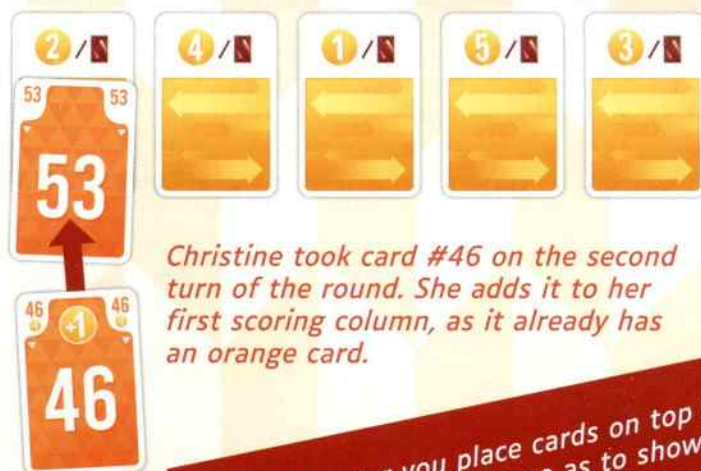 2 / 4 / 1 / 5 / 3 /
53 53
53
Christine took card #46 on the second
turn of the round. She adds it to her
first scoring column, as it already has
an orange card.
46 +1 46
46
you place cards on top
as to show